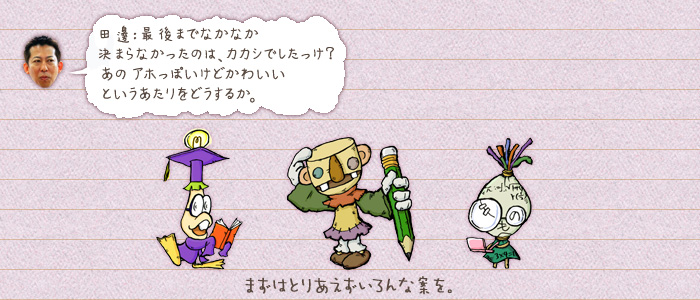 田邉:最後までなかなか
決まらなかったのは、カカシでしたっけ?
あのアホっぽいけどかわいい
というあたりをどうするか。
まずはとりあえずいろんな案を。